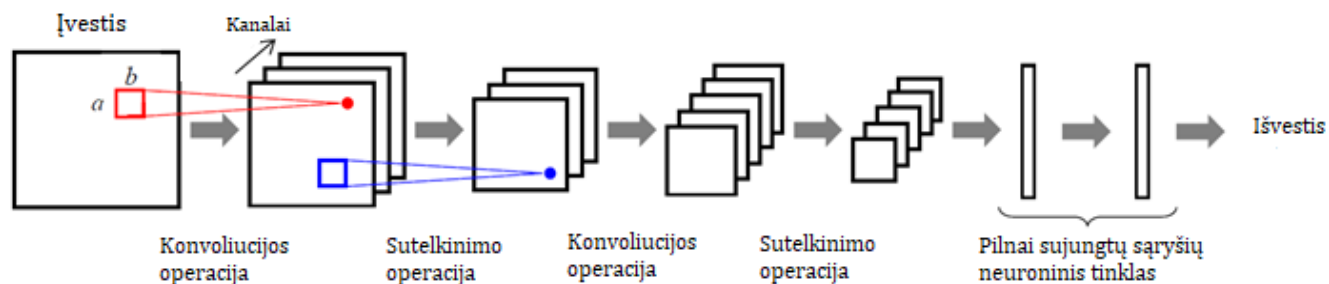 Įvestis
Kanalai
b
a
Išvestis
Konvoliucijos
operacija
Sutelkinimo
operacija
Konvoliucijos
operacija
Sutelkinimo
operacija
Pilnai sujungtų sąryšių
neuroninis tinklas